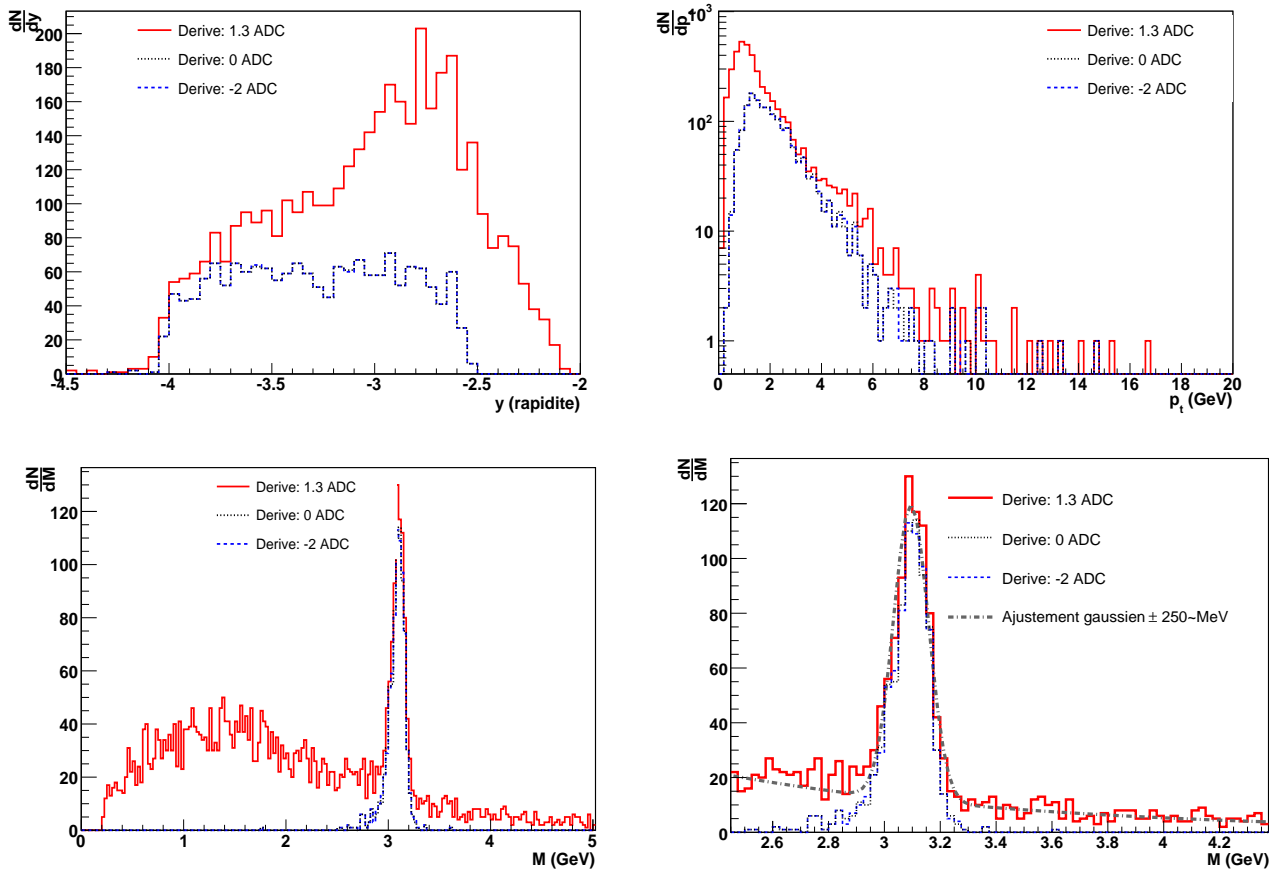 dN
dy
200
180
160
140
120
100
80
60
40
20
0
-4.5
-4
-3.5
-3
-2.5
-2
y (rapidite)
Derive: 1.3 ADC
Derive: 0 ADC
Derive: -2 ADC
dN
dp
t
10^3
10^2
10
1
0
2
4
6
8
10
12
14
16
18
20
p_t (GeV)
Derive: 1.3 ADC
Derive: 0 ADC
Derive: -2 ADC
dN
dM
120
100
80
60
40
20
0
0
1
2
3
4
5
M (GeV)
Derive: 1.3 ADC
Derive: 0 ADC
Derive: -2 ADC
dN
dM
120
100
80
60
40
20
0
2.6
2.8
3
3.2
3.4
3.6
3.8
4
4.2
M (GeV)
Derive: 1.3 ADC
Derive: 0 ADC
Derive: -2 ADC
Ajustement gaussien ± 250~MeV